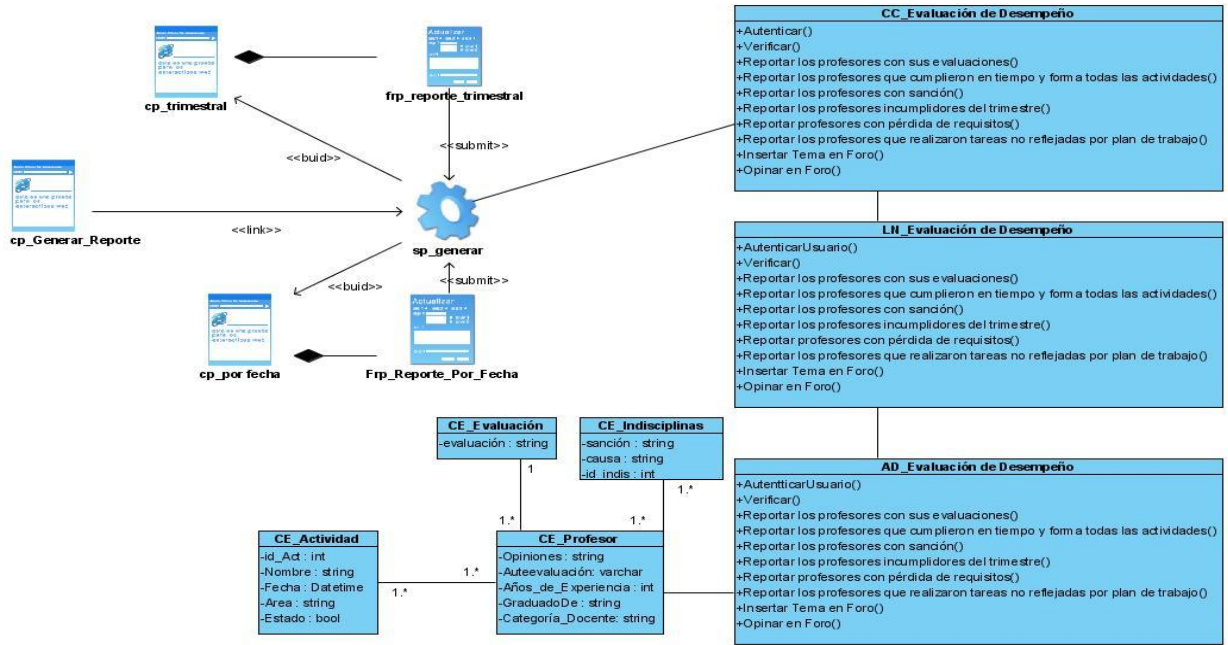 cp_trimestral
Actualizar
frp_reporte_trimestral
<<buid>>
<<submit>>
cp_Generar_Reporte
<<link>>
sp_generar
<<buid>>
<<submit>>
cp_por fecha
Actualizar
Frp_Reporte_Por_Fecha
CC_Evaluación de Desempeño
+Autenticar()
+Verificar()
+Reportar los profesores con sus evaluaciones()
+Reportar los profesores que cumplieron en tiempo y forma todas las actividades()
+Reportar los profesores con sanción()
+Reportar los profesores incumplidores del trimestre()
+Reportar profesores con pérdida de requisitos()
+Reportar los profesores que realizaron tareas no reflejadas por plan de trabajo()
+Insertar Tema en Foro()
+Opinar en Foro()
LN_Evaluación de Desempeño
+AutenticarUsuario()
+Verificar()
+Reportar los profesores con sus evaluaciones()
+Reportar los profesores que cumplieron en tiempo y forma todas las actividades()
+Reportar los profesores con sanción()
+Reportar los profesores incumplidores del trimestre()
+Reportar profesores con pérdida de requisitos()
+Reportar los profesores que realizaron tareas no reflejadas por plan de trabajo()
+Insertar Tema en Foro()
+Opinar en Foro()
CE_Evaluación
-evaluación : string
1
1.*
CE_Indisciplinas
-sanción : string
-causa : string
-id_indis : int
1.*
1.*
CE_Actividad
-id_Act : int
-Nombre : string
-Fecha : Datetime
-Area : string
-Estado : bool
1.*
1.*
CE_Profesor
-Opiniones : string
-Auteevaluación: varchar
-Años_de_Experiencia : int
-GraduadoDe : string
-Categoría_Docente: string
AD_Evaluación de Desempeño
+AutentticarUsuario()
+Verificar()
+Reportar los profesores con sus evaluaciones()
+Reportar los profesores que cumplieron en tiempo y forma todas las actividades()
+Reportar los profesores con sanción()
+Reportar los profesores incumplidores del trimestre()
+Reportar profesores con pérdida de requisitos()
+Reportar los profesores que realizaron tareas no reflejadas por plan de trabajo()
+Insertar Tema en Foro()
+Opinar en Foro()